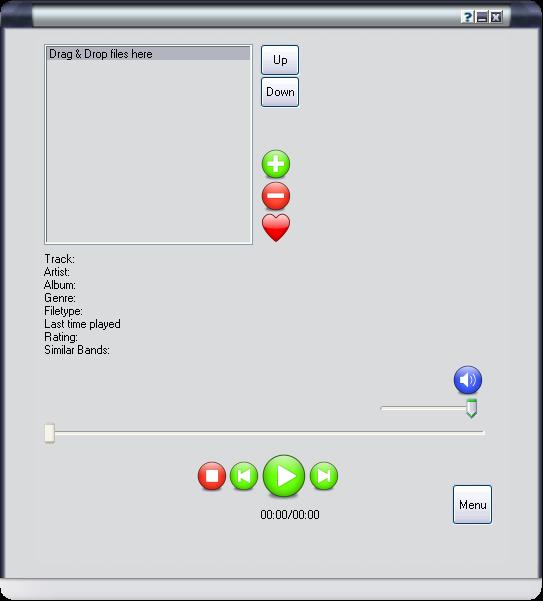 ?
Drag & Drop files here
Up
Down
Track:
Artist:
Album:
Genre:
Filetype:
Last time played
Rating:
Similar Bands:
00:00/00:00
Menu